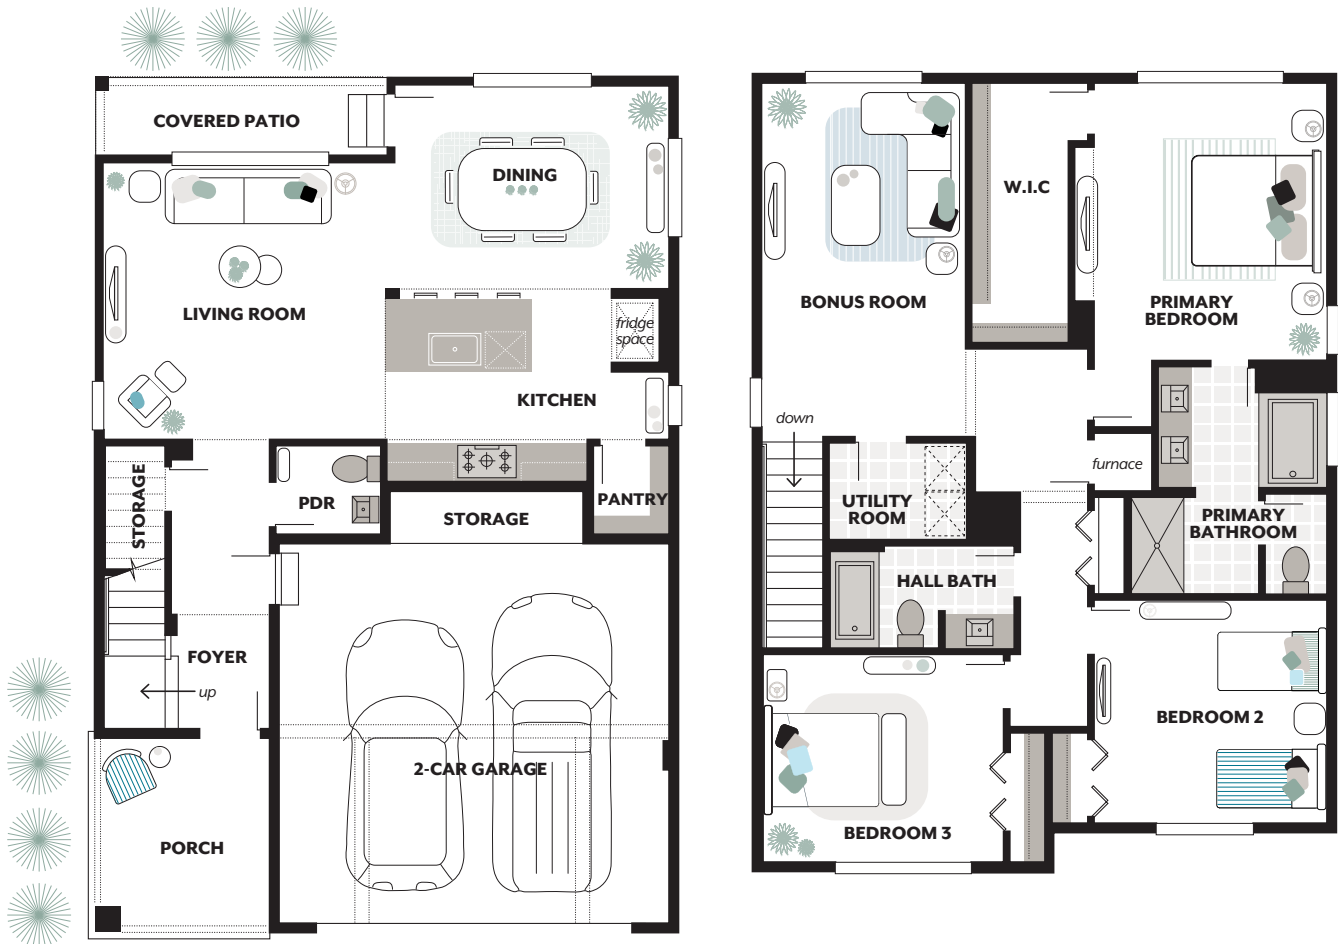 COVERED PATIO
DINING
LIVING ROOM
fridge
space
KITCHEN
STORAGE
PDR
STORAGE
PANTRY
FOYER
up
2-CAR GARAGE
PORCH
W.I.C
BONUS ROOM
PRIMARY
BEDROOM
down
furnace
UTILITY
ROOM
PRIMARY
BATHROOM
HALL BATH
BEDROOM 2
BEDROOM 3